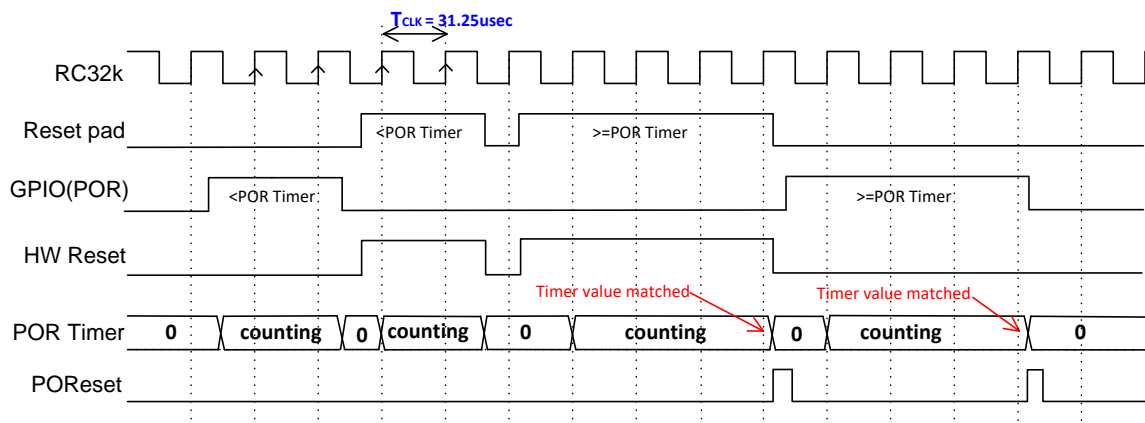 TCLK = 31.25usec
RC32k
Reset pad
<POR Timer
>=POR Timer
GPIO(POR)
<POR Timer
>=POR Timer
HW Reset
Timer value matched
Timer value matched
POR Timer
0
counting
0
counting
0
counting
0
counting
0
POReset